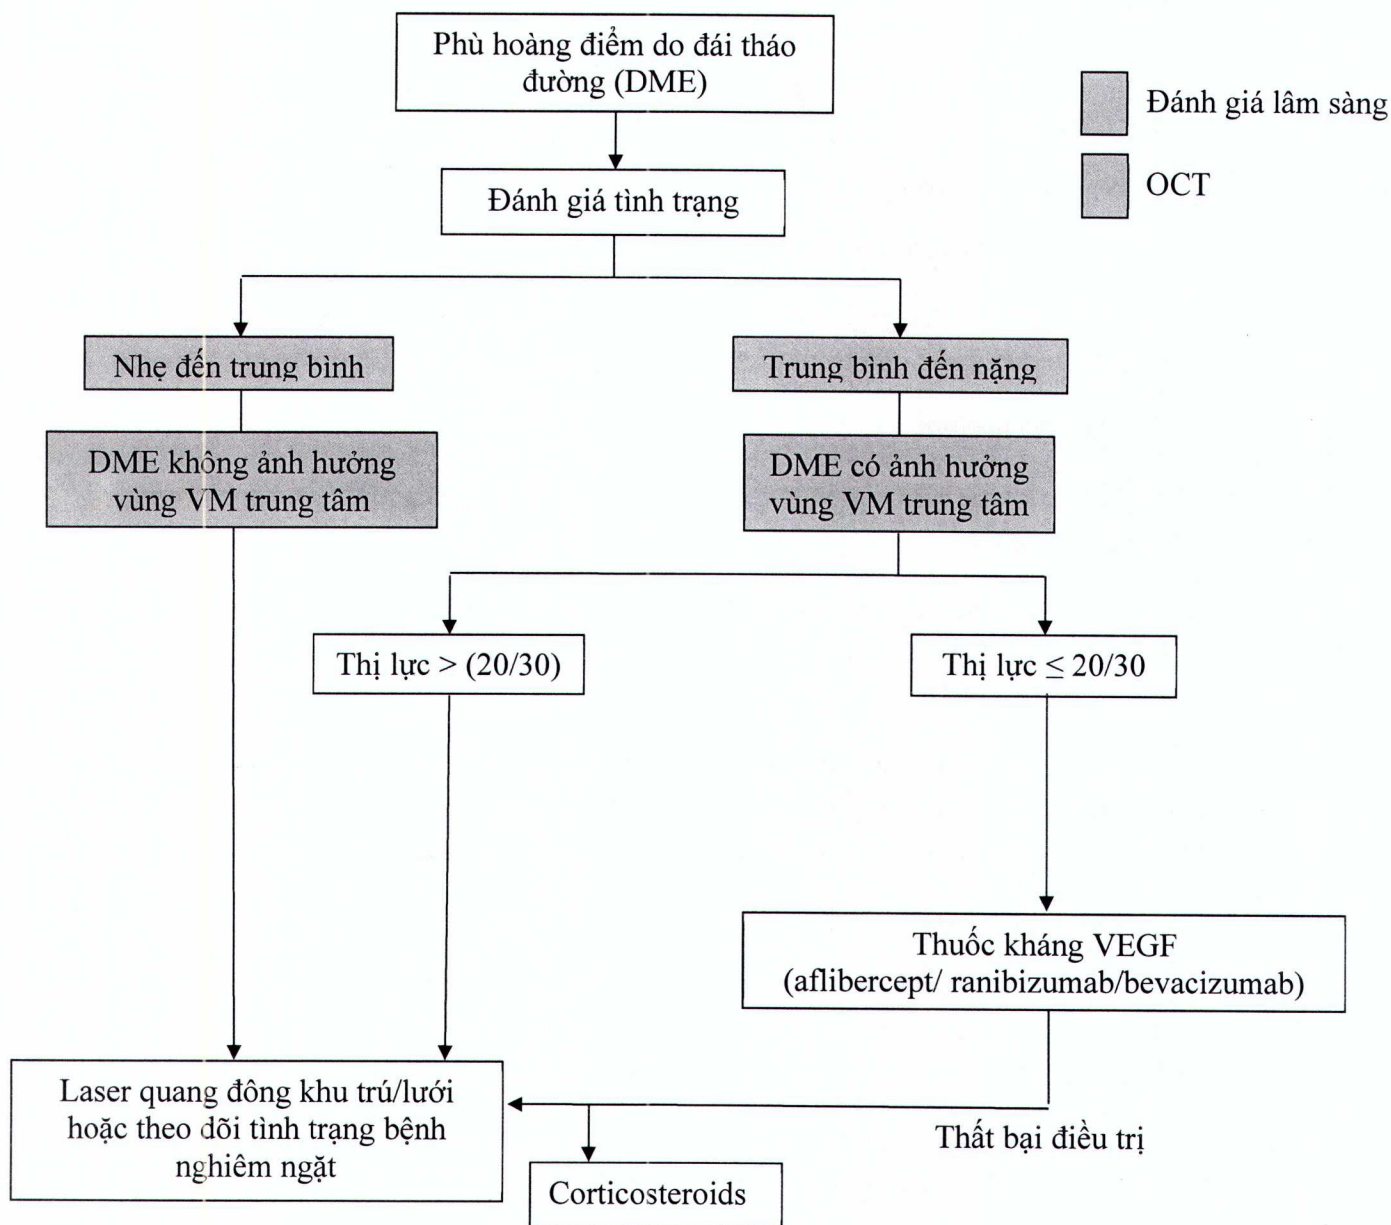 Phù hoàng điểm do đái tháo
đường (DME)
Đánh giá lâm sàng
OCT
Đánh giá tình trạng
Nhẹ đến trung bình
Trung bình đến nặng
DME không ảnh hưởng
vùng VM trung tâm
DME có ảnh hưởng
vùng VM trung tâm
Thị lực > (20/30)
Thị lực ≤ 20/30
Thuốc kháng VEGF
(aflibercept/ ranibizumab/bevacizumab)
Laser quang đông khu trú/lưới
hoặc theo dõi tình trạng bệnh
nghiêm ngặt
Thất bại điều trị
Corticosteroids